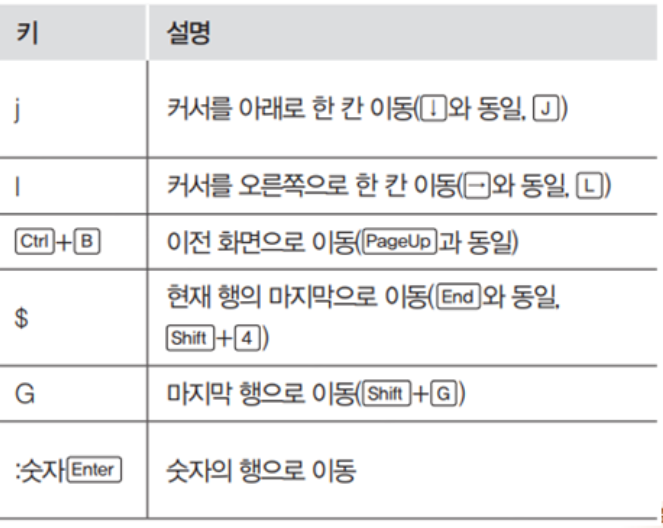 키 설명
j 커서를 아래로 한 칸 이동(↓와 동일, J)
l 커서를 오른쪽으로 한 칸 이동(→와 동일, L)
Ctrl+B 이전 화면으로 이동(PageUp과 동일)
$ 현재 행의 마지막으로 이동(End와 동일,
Shift+4)
G 마지막 행으로 이동(Shift+G)
:숫자Enter 숫자의 행으로 이동